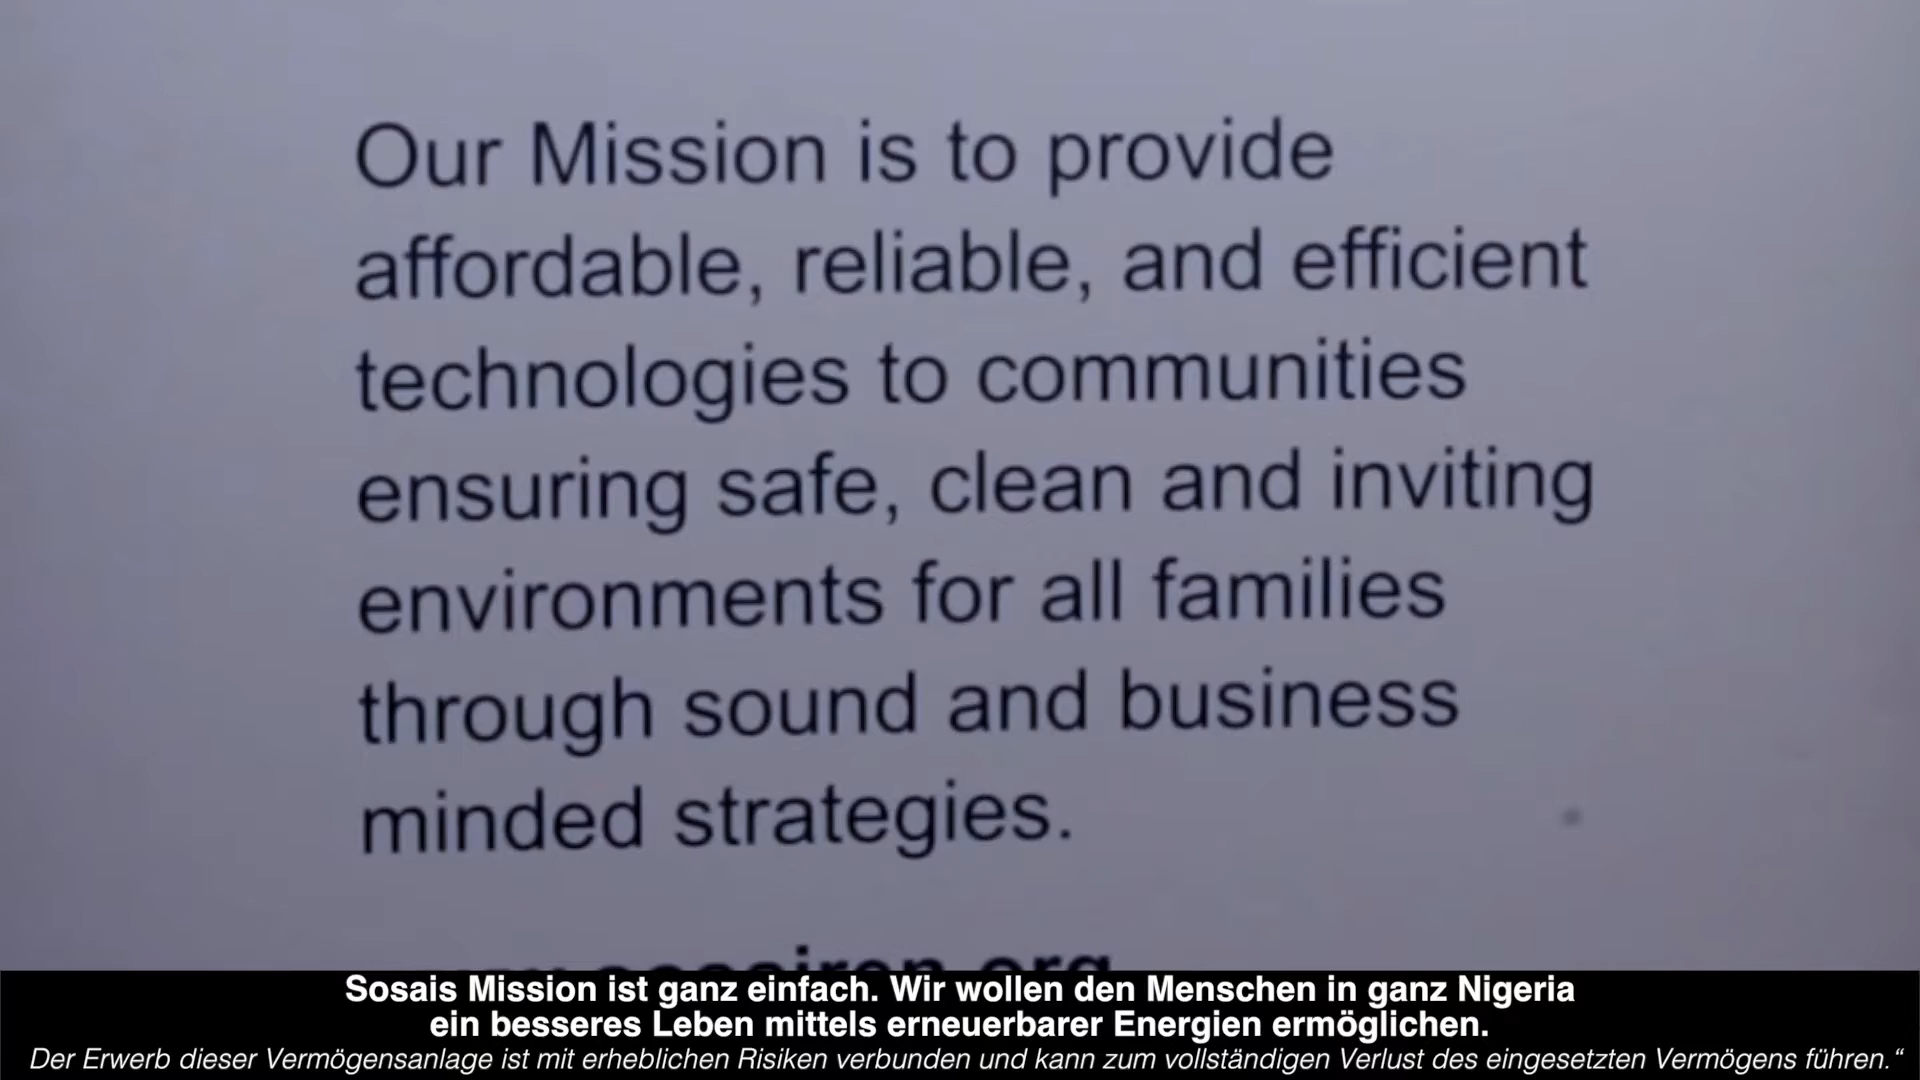 Our Mission is to provide
affordable, reliable, and efficient
technologies to communities
ensuring safe, clean and inviting
environments for all families
through sound and business
minded strategies.
Sosais Mission ist ganz einfach. Wir wollen den Menschen in ganz Nigeria
ein besseres Leben mittels erneuerbarer Energien ermöglichen.
Der Erwerb dieser Vermögensanlage ist mit erheblichen Risiken verbunden und kann zum vollständigen Verlust des eingesetzten Vermögens führen.“